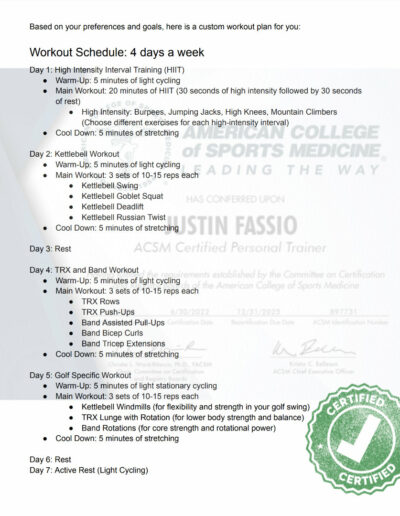 Based on your preferences and goals, here is a custom workout plan for you:
Workout Schedule: 4 days a week
Day 1: High Intensity Interval Training (HIIT)
● Warm-Up: 5 minutes of light cycling
● Main Workout: 20 minutes of HIIT (30 seconds of high intensity followed by 30 seconds
of rest)
● High Intensity: Burpees, Jumping Jacks, High Knees, Mountain Climbers
(Choose different exercises for each high-intensity interval)
● Cool Down: 5 minutes of stretching
AMERICAN COLLEGE
of SPORTS MEDICINE®
LEADING THE WAY
Day 2: Kettlebell Workout
● Warm-Up: 5 minutes of light cycling
● Main Workout: 3 sets of 10-15 reps each
● Kettlebell Swing
● Kettlebell Goblet Squat
● Kettlebell Deadlift
● Kettlebell Russian Twist
● Cool Down: 5 minutes of stretching
HAS CONFERRED UPON
JUSTIN FASSIO
ACSM Certified Personal Trainer
Day 3: Rest
the requirements established by the Committee on Certification
of the American College of Sports Medicine
Day 4: TRX and Band Workout
● Warm-Up: 5 minutes of light cycling
● Main Workout: 3 sets of 10-15 reps each
● TRX Rows
● TRX Push-Ups
● Band Assisted Pull-Ups
● Band Bicep Curls
● Band Tricep Extensions
● Cool Down: 5 minutes of stretching
6/30/2022 12/31/2025 891731
Certification Date Recertification Date ACSM Identification Number
ACSM Chief Executive Officer
Day 5: Golf Specific Workout
● Warm-Up: 5 minutes of light stationary cycling
● Main Workout: 3 sets of 10-15 reps each
● Kettlebell Windmills (for flexibility and strength in your golf swing)
● TRX Lunge with Rotation (for lower body strength and balance)
● Band Rotations (for core strength and rotational power)
● Cool Down: 5 minutes of stretching
CERTIFIED
CERTIFIED
Day 6: Rest
Day 7: Active Rest (Light Cycling)